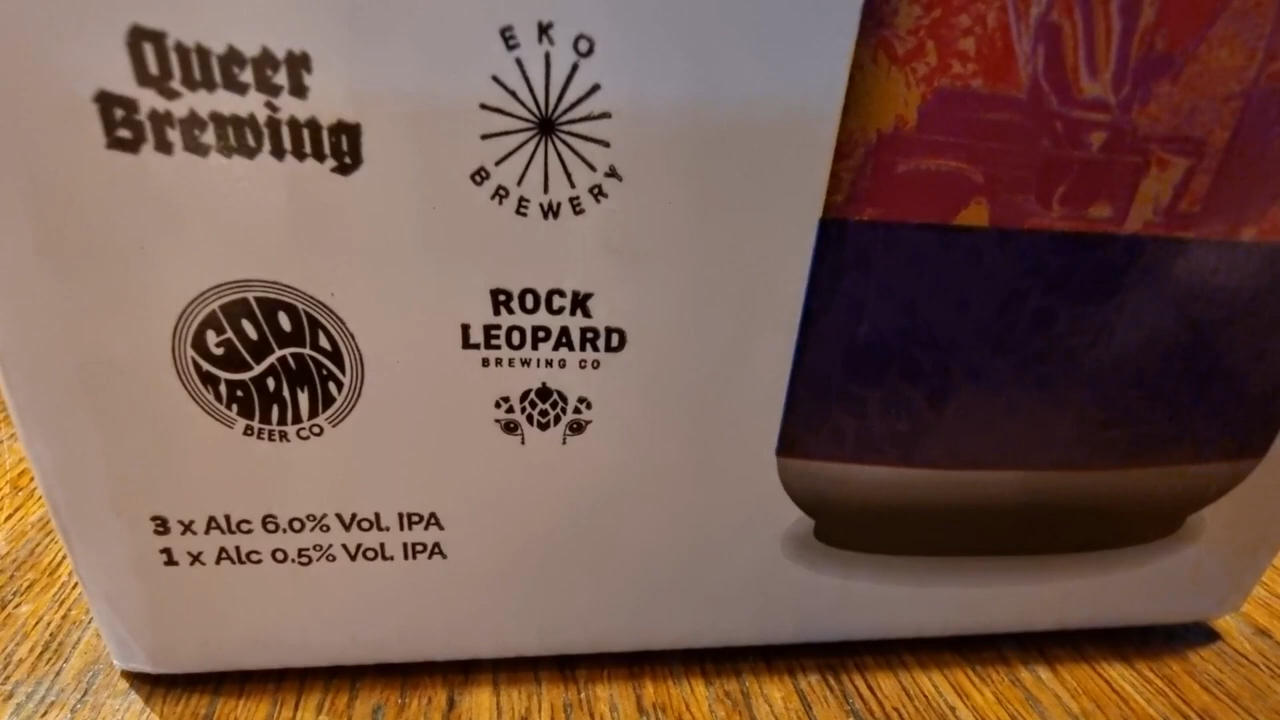 Queer
Brewing
EKO
BREWERY
GOOD
KARMA
BEER CO
ROCK
LEOPARD
BREWING CO
3 x Alc 6.0% Vol. IPA
1 x Alc 0.5% Vol. IPA